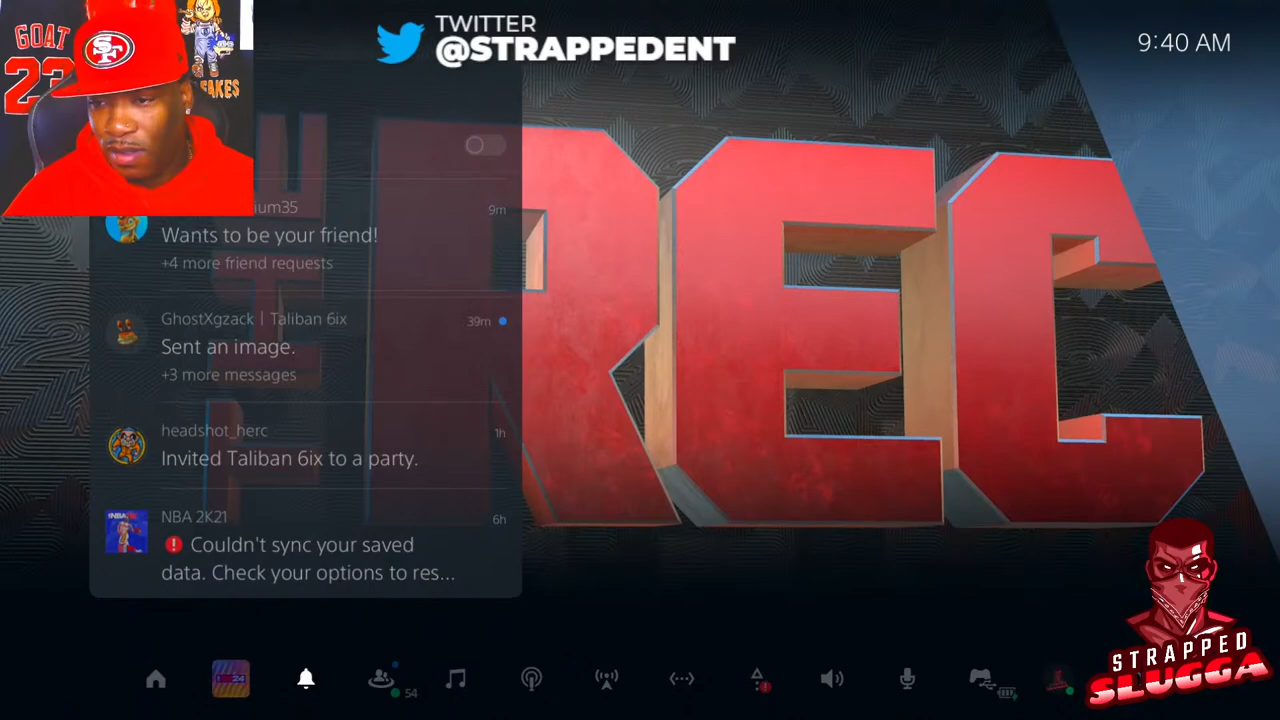 GOAT
23
TWITTER
@STRAPPEDENT
9:40 AM
REC
ium35
9m
Wants to be your friend!
+4 more friend requests
GhostXgzack | Taliban 6ix
39m
Sent an image.
+3 more messages
headshot_herc
1h
Invited Taliban 6ix to a party.
NBA 2K21
6h
Couldn't sync your saved
data. Check your options to res...
54
STRAPPED
SLUGGA